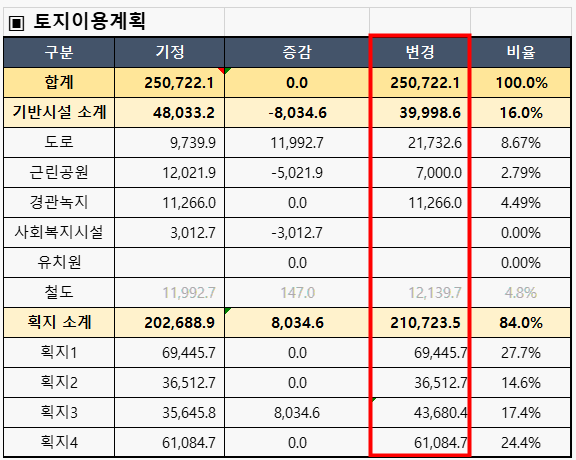 ▣ 토지이용계획
구분 기정 증감 변경 비율
합계 250,722.1 0.0 250,722.1 100.0%
기반시설 소계 48,033.2 -8,034.6 39,998.6 16.0%
도로 9,739.9 11,992.7 21,732.6 8.67%
근린공원 12,021.9 -5,021.9 7,000.0 2.79%
경관녹지 11,266.0 0.0 11,266.0 4.49%
사회복지시설 3,012.7 -3,012.7 0.00%
유치원 0.0 0.00%
철도 11,992.7 147.0 12,139.7 4.8%
획지 소계 202,688.9 8,034.6 210,723.5 84.0%
획지1 69,445.7 0.0 69,445.7 27.7%
획지2 36,512.7 0.0 36,512.7 14.6%
획지3 35,645.8 8,034.6 43,680.4 17.4%
획지4 61,084.7 0.0 61,084.7 24.4%